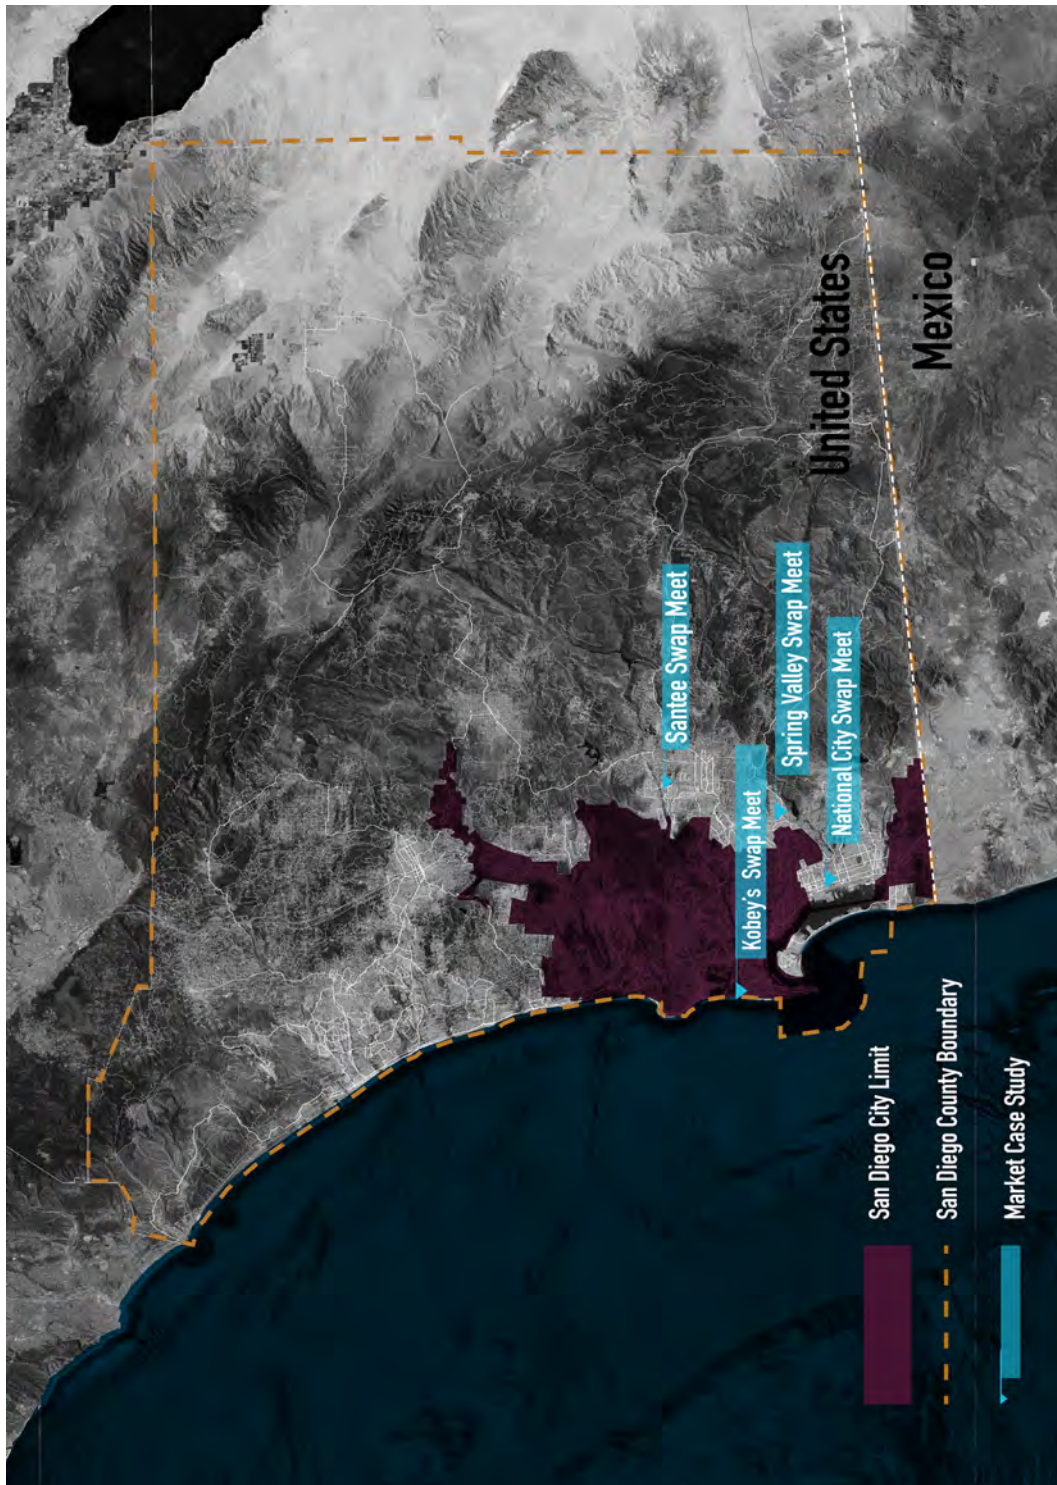 United States
Mexico
Santee Swap Meet
Kobey's Swap Meet
Spring Valley Swap Meet
National City Swap Meet
San Diego City Limit
San Diego County Boundary
Market Case Study